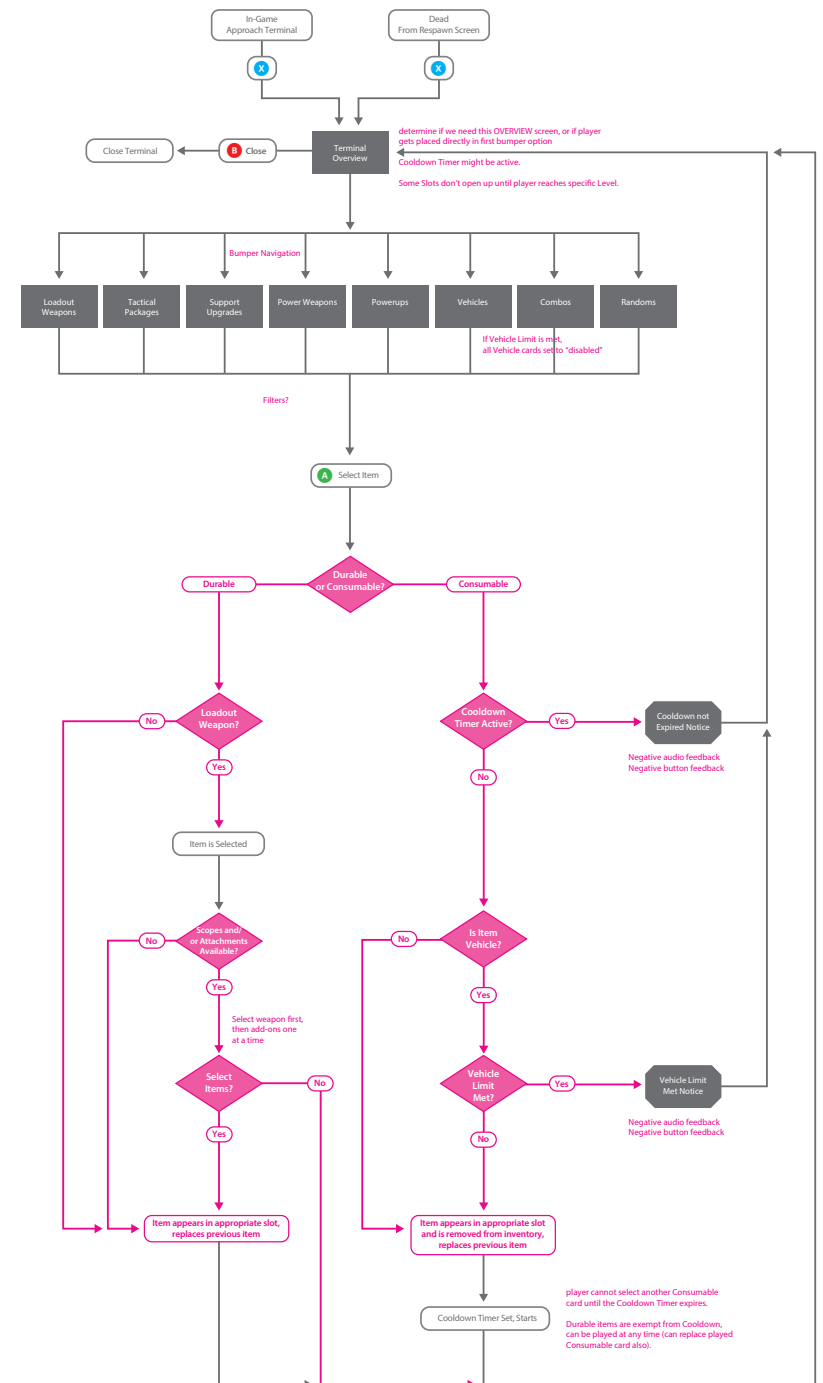 In-Game
Approach Terminal
Dead
From Respawn Screen
X
X
determine if we need this OVERVIEW screen, or if player
gets placed directly in first bumper option
Cooldown Timer might be active.
Some Slots don't open up until player reaches specific Level.
Close Terminal
B Close
Terminal
Overview
Bumper Navigation
Loadout
Weapons
Tactical
Packages
Support
Upgrades
Power Weapons
Powerups
Vehicles
Combos
Randoms
If Vehicle Limit is met,
all Vehicle cards set to "disabled"
Filters?
A Select Item
Durable
or Consumable?
Durable
Consumable
Loadout
Weapon?
No
Yes
Cooldown
Timer Active?
Yes
No
Cooldown not
Expired Notice
Negative audio feedback
Negative button feedback
Item is Selected
Scopes and/
or Attachments
Available?
No
Yes
Is Item
Vehicle?
No
Yes
Select weapon first,
then add-ons one
at a time
Select
Items?
No
Yes
Vehicle
Limit
Met?
Yes
No
Vehicle Limit
Met Notice
Negative audio feedback
Negative button feedback
Item appears in appropriate slot,
replaces previous item
Item appears in appropriate slot
and is removed from inventory,
replaces previous item
Cooldown Timer Set, Starts
player cannot select another Consumable
card until the Cooldown Timer expires.
Durable items are exempt from Cooldown,
can be played at any time (can replace played
Consumable card also).